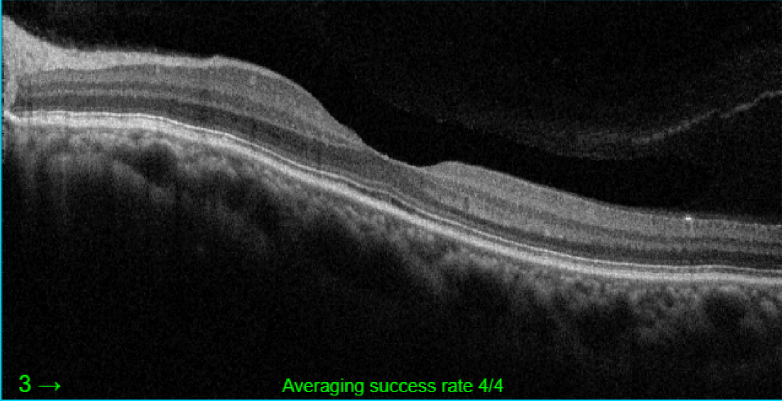 3 →
Averaging success rate 4/4